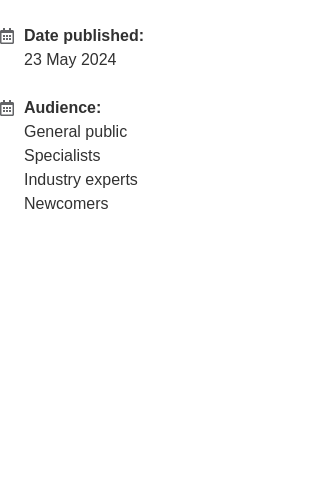 Date published:
23 May 2024
Audience:
General public
Specialists
Industry experts
Newcomers